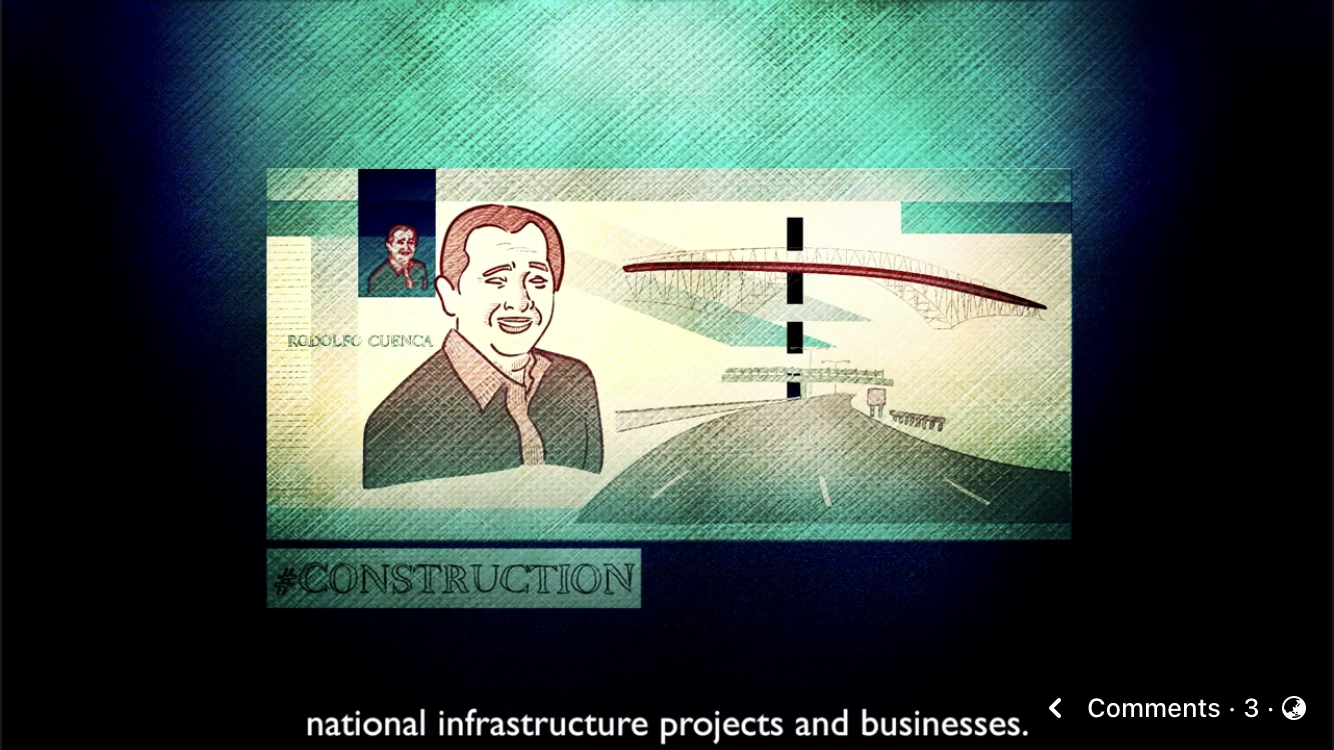 RODOLFO CUENCA
#CONSTRUCTION
national infrastructure projects and businesses.
Comments · 3 ·